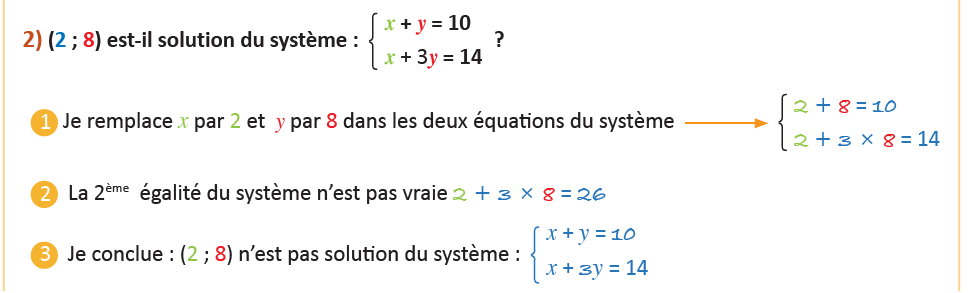 2) (2 ; 8) est-il solution du système : { x + y = 10
x + 3y = 14 ?
1 Je remplace x par 2 et y par 8 dans les deux équations du système → { 2 + 8 = 10
2 + 3 × 8 = 14
2 La 2ème égalité du système n'est pas vraie 2 + 3 × 8 = 26
3 Je conclue : (2 ; 8) n'est pas solution du système : { x + y = 10
x + 3y = 14